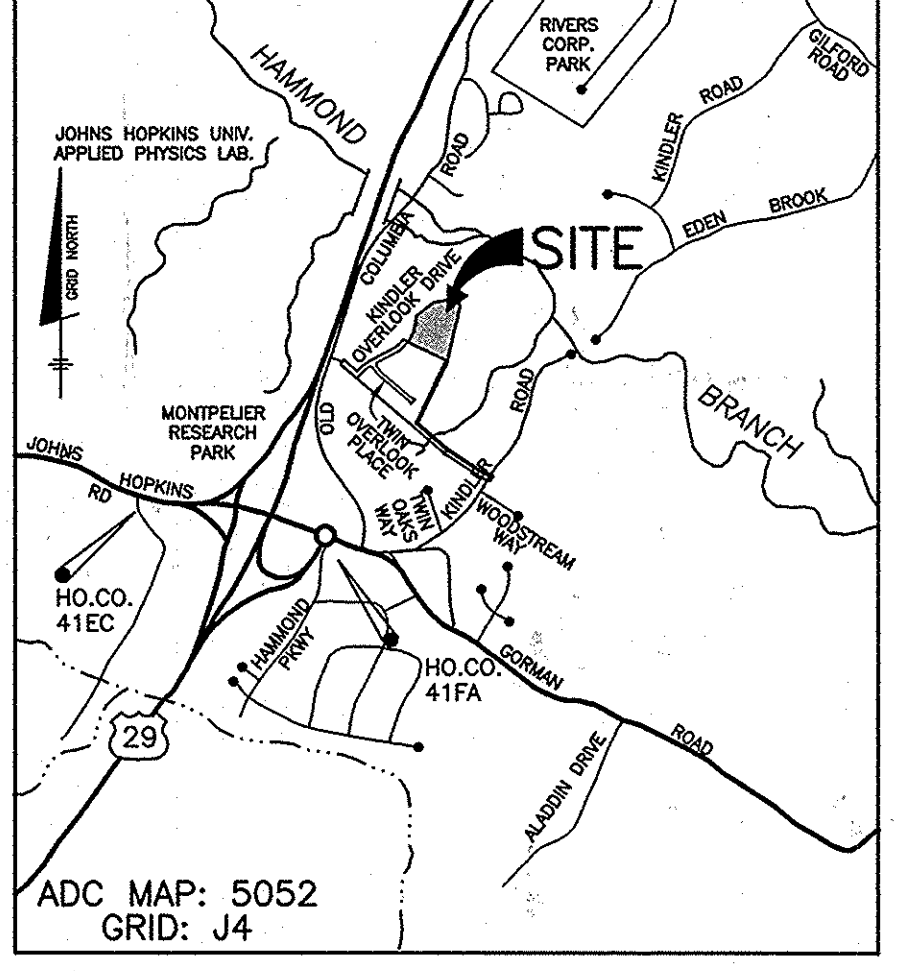 RIVERS
CORP.
PARK
GILFORD
ROAD
HAMMOND
KINDLER ROAD
JOHNS HOPKINS UNIV.
APPLIED PHYSICS LAB.
ROAD
EDEN BROOK
GRID NORTH
COLUMBIA
SITE
KINDLER
OVERLOOK DRIVE
ROAD
BRANCH
MONTPELIER
RESEARCH
PARK
OLD
TWIN
OVERLOOK
PLACE
JOHNS
HOPKINS
RD
KINDLER
TWIN
OAKS
WAY
WOODSTREAM
WAY
HO.CO.
41EC
HAMMOND
PKWY
HO.CO.
41FA
GORMAN
ROAD
29
ALADDIN DRIVE
ADC MAP: 5052
GRID: J4